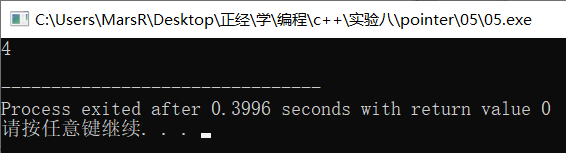 C:\Users\MarsR\Desktop\正经\学\编程\c++\实验八\pointer\05\05.exe
4
--------------------------------
Process exited after 0.3996 seconds with return value 0
请按任意键继续. . .